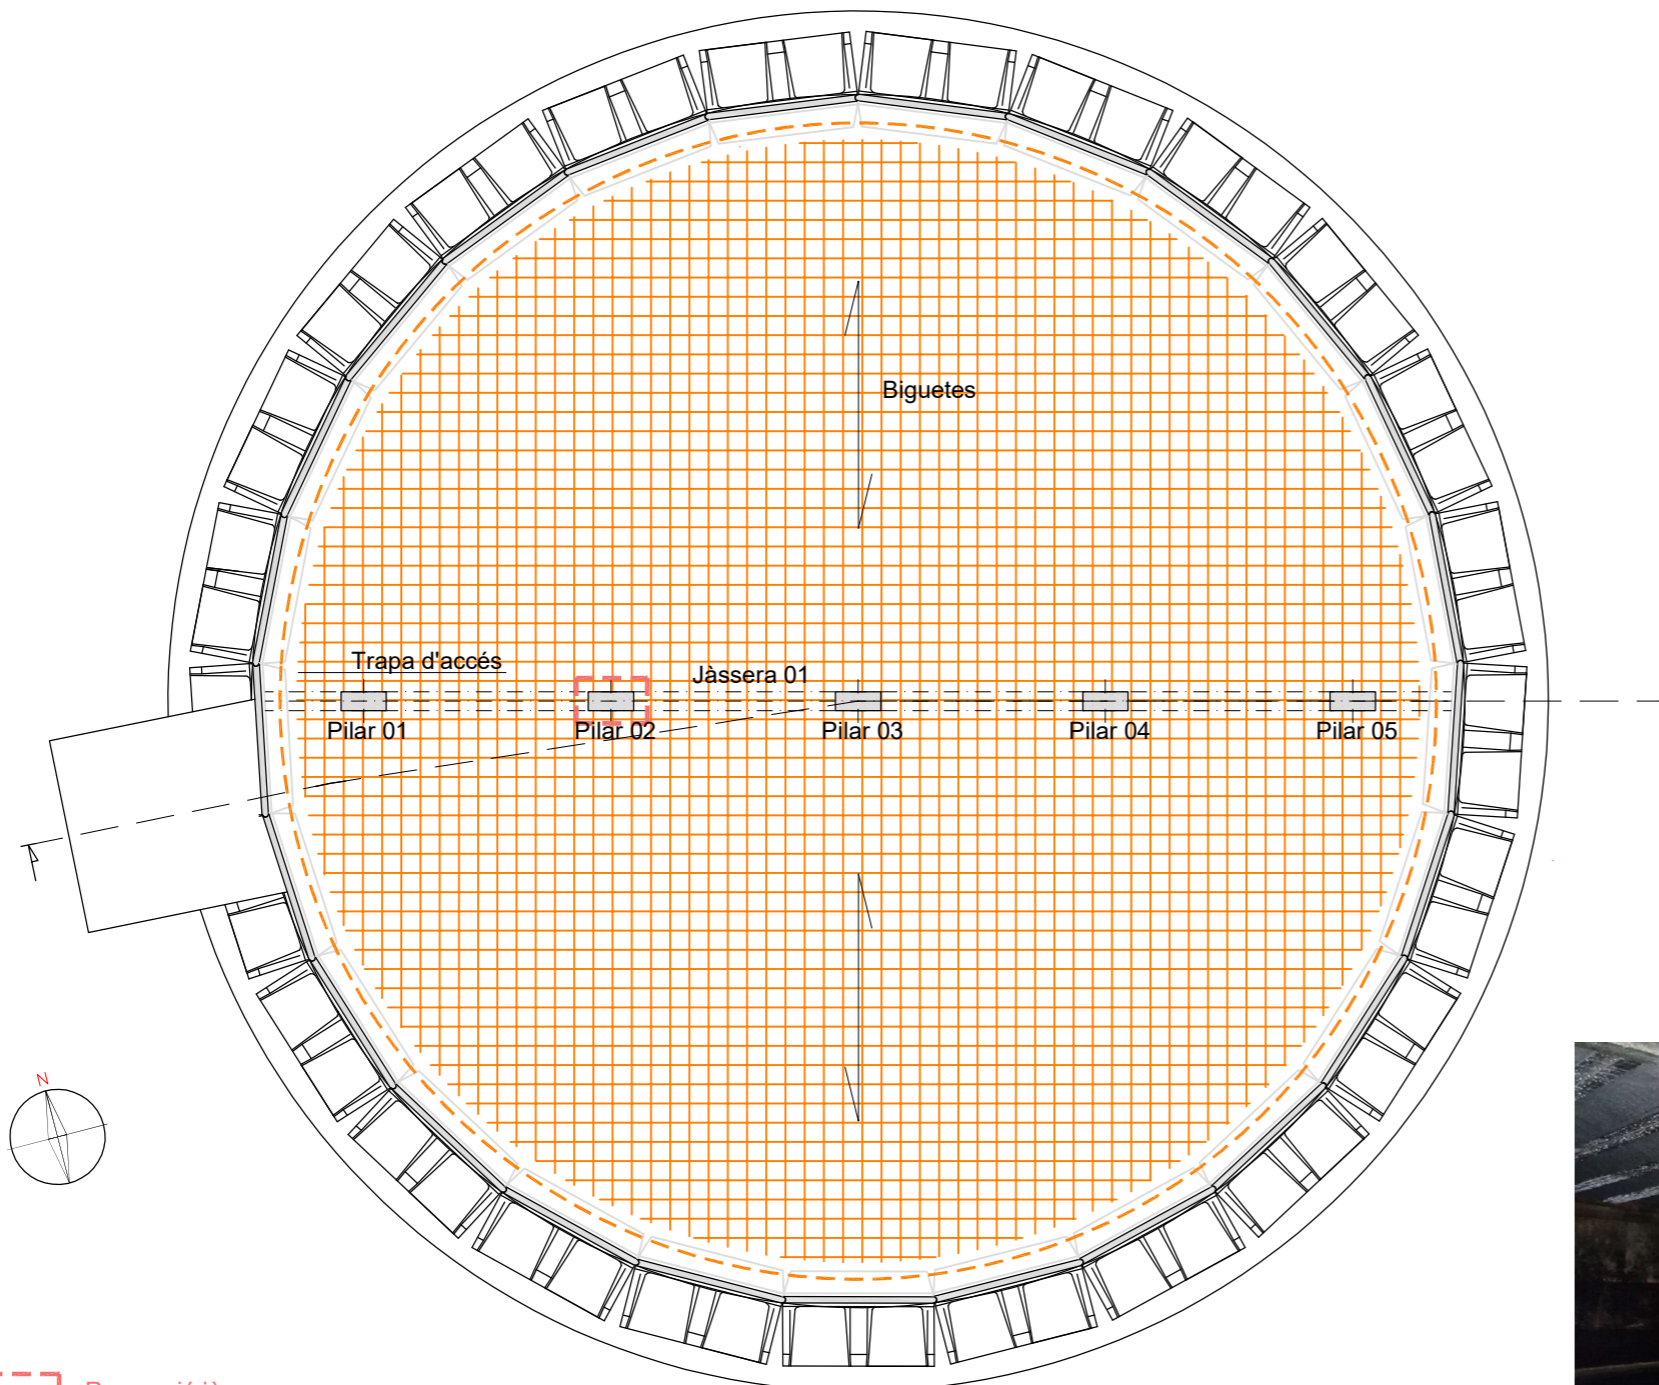 Biguetes
Trapa d'accés
Jàssera 01
Pilar 01
Pilar 02
Pilar 03
Pilar 04
Pilar 05
N